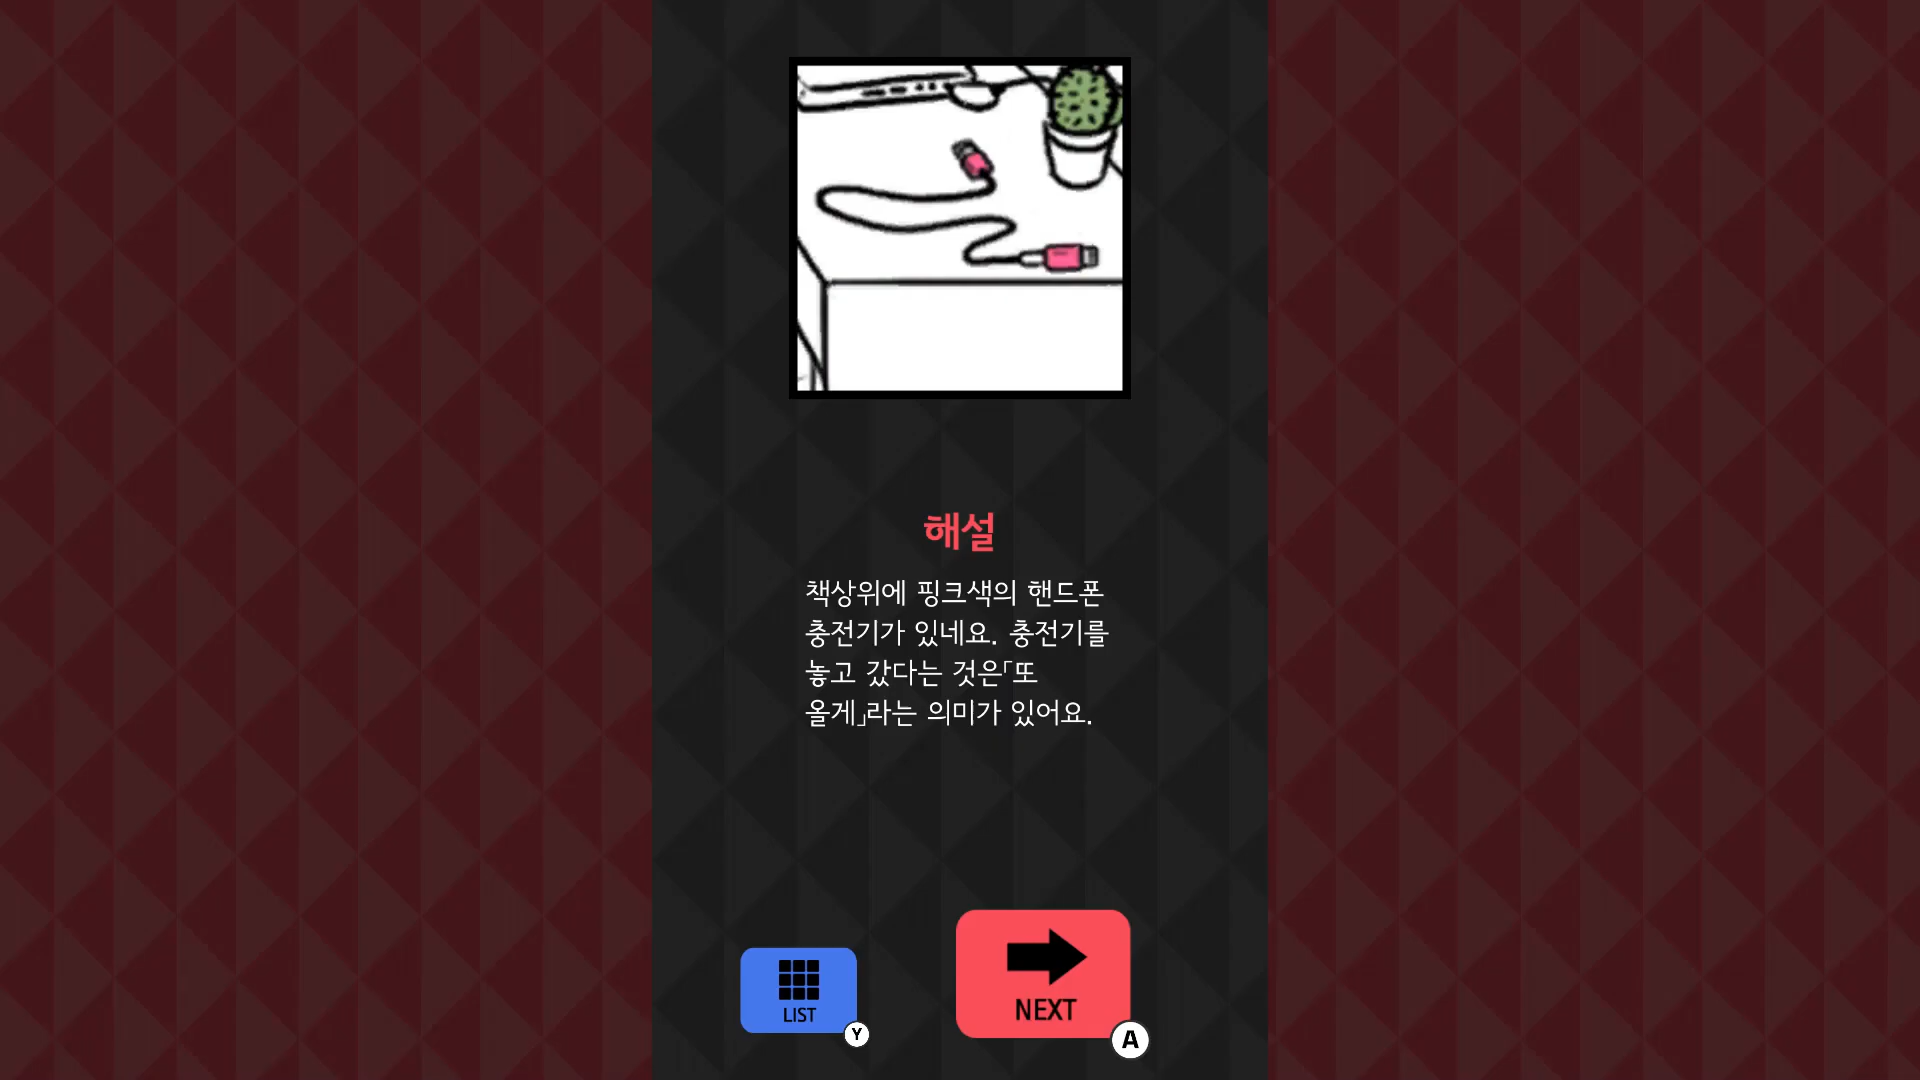 해설
책상위에 핑크색의 핸드폰
충전기가 있네요. 충전기를
놓고 갔다는 것은「또
올게」라는 의미가 있어요.
LIST
Y
NEXT
A